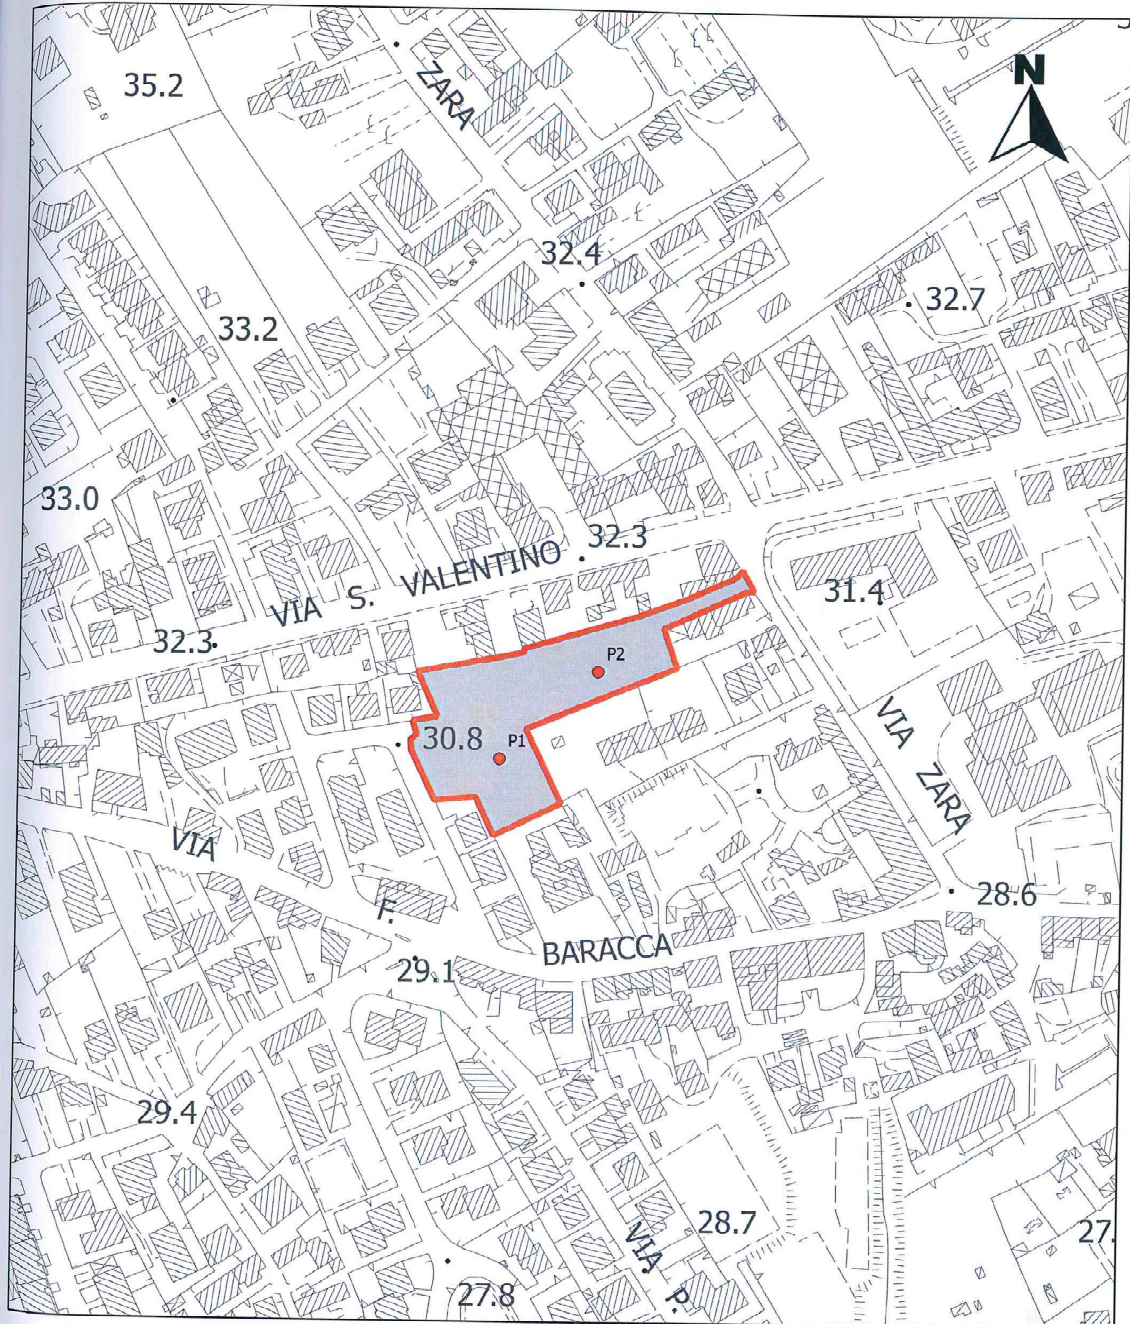 N
35.2
ZARA
32.4
32.7
33.2
33.0
32.3
VIA S. VALENTINO
31.4
32.3
P2
30.8
P1
VIA ZARA
VIA F. BARACCA
28.6
29.1
29.4
28.7
27.
VIA P.
27.8